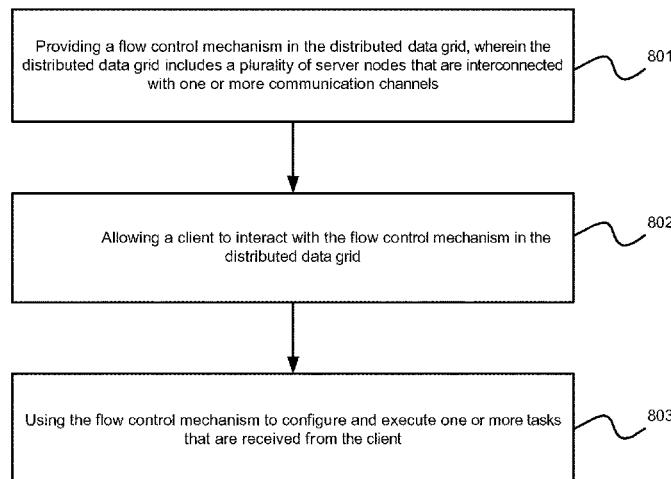 Providing a flow control mechanism in the distributed data grid, wherein the
distributed data grid includes a plurality of server nodes that are interconnected
with one or more communication channels
801
Allowing a client to interact with the flow control mechanism in the
distributed data grid
802
Using the flow control mechanism to configure and execute one or more tasks
that are received from the client
803